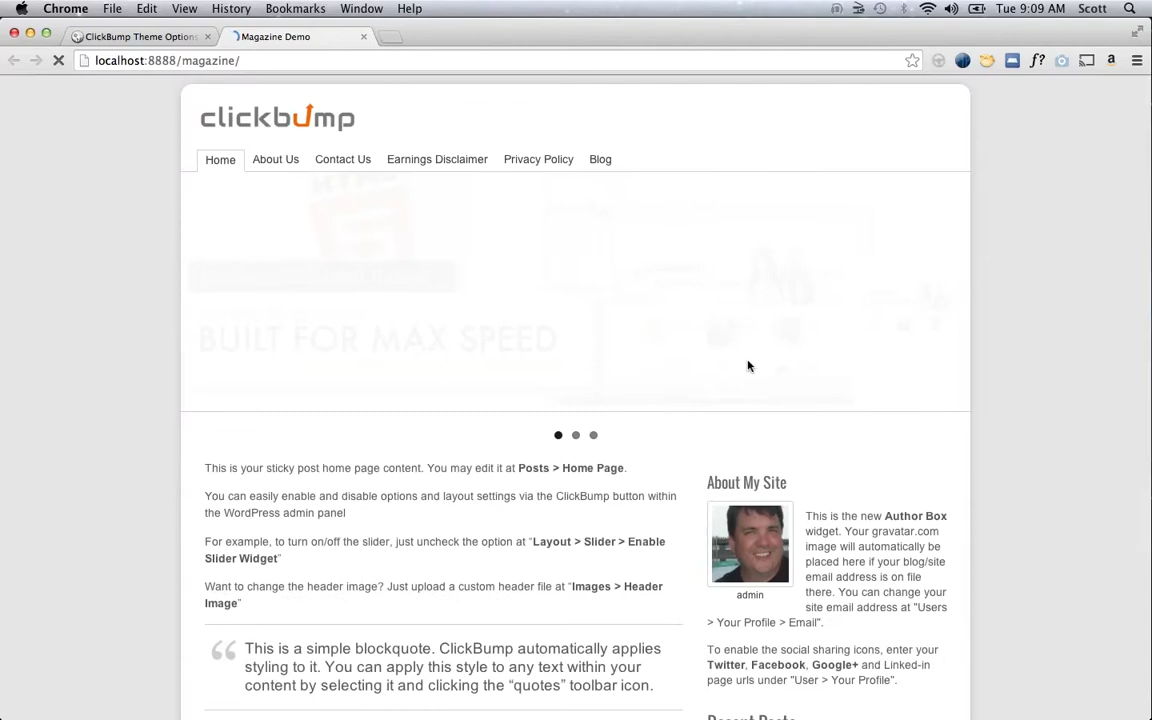 Chrome File Edit View History Bookmarks Window Help Tue 9:09 AM Scott
ClickBump Theme Options Magazine Demo
localhost:8888/magazine/ f?
clickbump
Home About Us Contact Us Earnings Disclaimer Privacy Policy Blog
BUILT FOR MAX SPEED
This is your sticky post home page content. You may edit it at Posts > Home Page.
You can easily enable and disable options and layout settings via the ClickBump button within
the WordPress admin panel
For example, to turn on/off the slider, just uncheck the option at “Layout > Slider > Enable
Slider Widget”
Want to change the header image? Just upload a custom header file at “Images > Header
Image”
This is a simple blockquote. ClickBump automatically applies
styling to it. You can apply this style to any text within your
content by selecting it and clicking the “quotes” toolbar icon.
About My Site
admin
This is the new Author Box
widget. Your gravatar.com
image will automatically be
placed here if your blog/site
email address is on file
there. You can change your
site email address at "Users
> Your Profile > Email".
To enable the social sharing icons, enter your
Twitter, Facebook, Google+ and Linked-in
page urls under "User > Your Profile".
Recent Posts